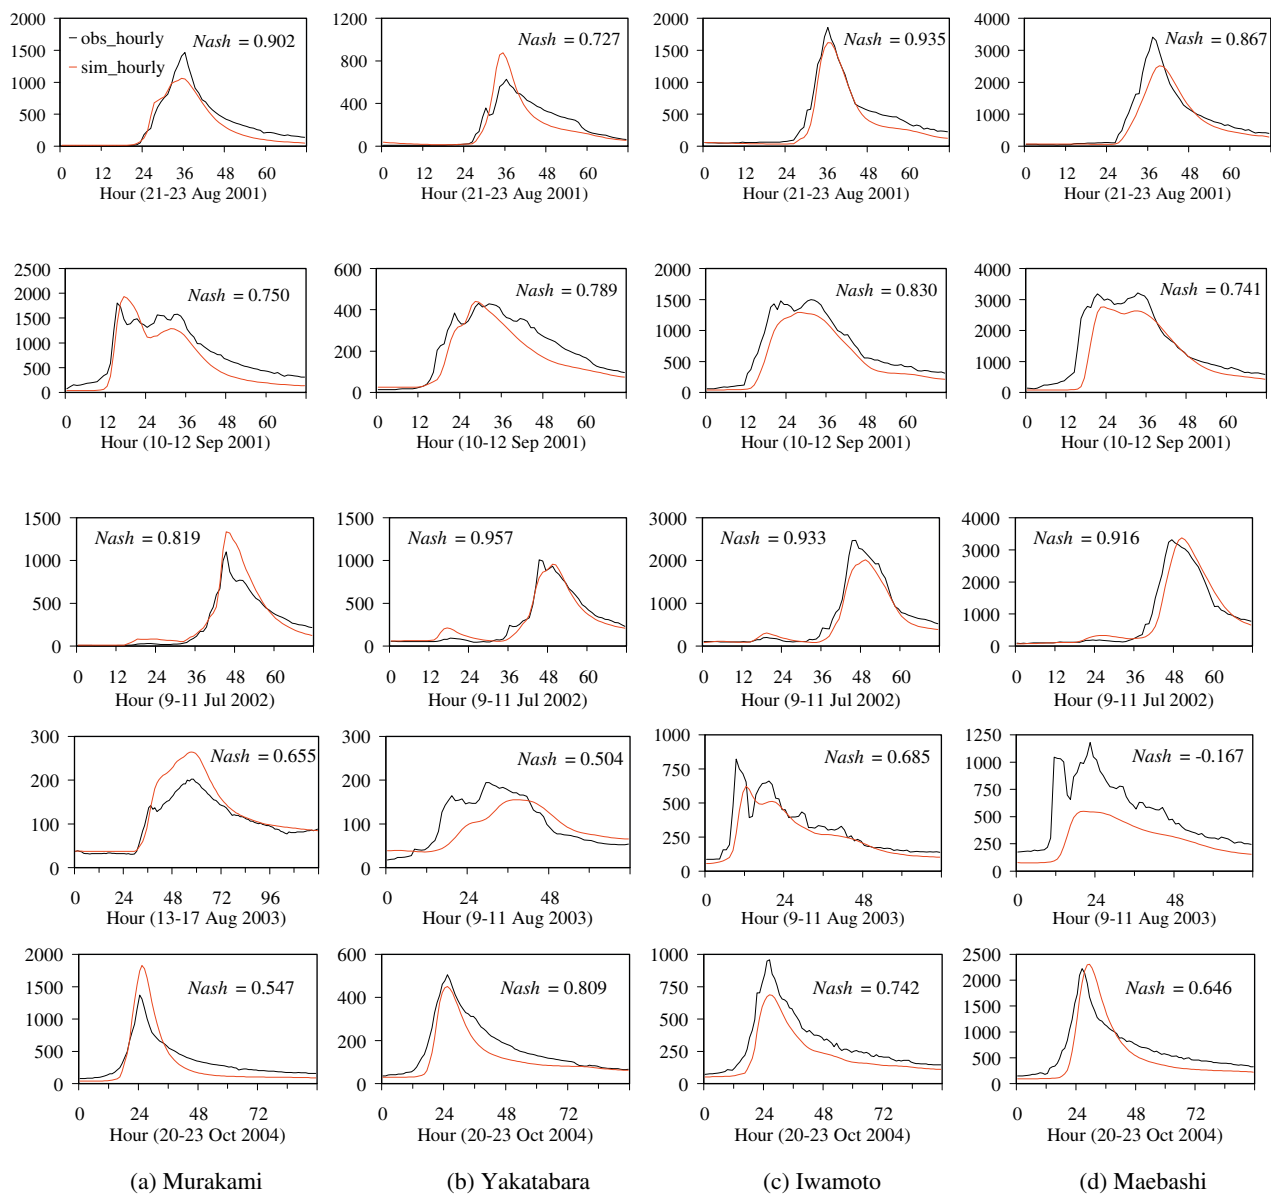 2000
1500
1000
500
0
obs_hourly
sim_hourly
Nash = 0.902
0 12 24 36 48 60
Hour (21-23 Aug 2001)
1200
800
400
0
Nash = 0.727
0 12 24 36 48 60
Hour (21-23 Aug 2001)
2000
1500
1000
500
0
Nash = 0.935
0 12 24 36 48 60
Hour (21-23 Aug 2001)
4000
3000
2000
1000
0
Nash = 0.867
0 12 24 36 48 60
Hour (21-23 Aug 2001)
2500
2000
1500
1000
500
0
Nash = 0.750
0 12 24 36 48 60
Hour (10-12 Sep 2001)
600
400
200
0
Nash = 0.789
0 12 24 36 48 60
Hour (10-12 Sep 2001)
2000
1500
1000
500
0
Nash = 0.830
0 12 24 36 48 60
Hour (10-12 Sep 2001)
4000
3000
2000
1000
0
Nash = 0.741
0 12 24 36 48 60
Hour (10-12 Sep 2001)
1500
1000
500
0
Nash = 0.819
0 12 24 36 48 60
Hour (9-11 Jul 2002)
1500
1000
500
0
Nash = 0.957
0 12 24 36 48 60
Hour (9-11 Jul 2002)
3000
2000
1000
0
Nash = 0.933
0 12 24 36 48 60
Hour (9-11 Jul 2002)
4000
3000
2000
1000
0
Nash = 0.916
0 12 24 36 48 60
Hour (9-11 Jul 2002)
300
200
100
0
Nash = 0.655
0 24 48 72 96
Hour (13-17 Aug 2003)
300
200
100
0
Nash = 0.504
0 24 48
Hour (9-11 Aug 2003)
1000
750
500
250
0
Nash = 0.685
0 24 48
Hour (9-11 Aug 2003)
1250
1000
750
500
250
0
Nash = -0.167
0 24 48
Hour (9-11 Aug 2003)
2000
1500
1000
500
0
Nash = 0.547
0 24 48 72
Hour (20-23 Oct 2004)
600
400
200
0
Nash = 0.809
0 24 48 72
Hour (20-23 Oct 2004)
1000
750
500
250
0
Nash = 0.742
0 24 48 72
Hour (20-23 Oct 2004)
2500
2000
1500
1000
500
0
Nash = 0.646
0 24 48 72
Hour (20-23 Oct 2004)
(a) Murakami
(b) Yakatabara
(c) Iwamoto
(d) Maebashi